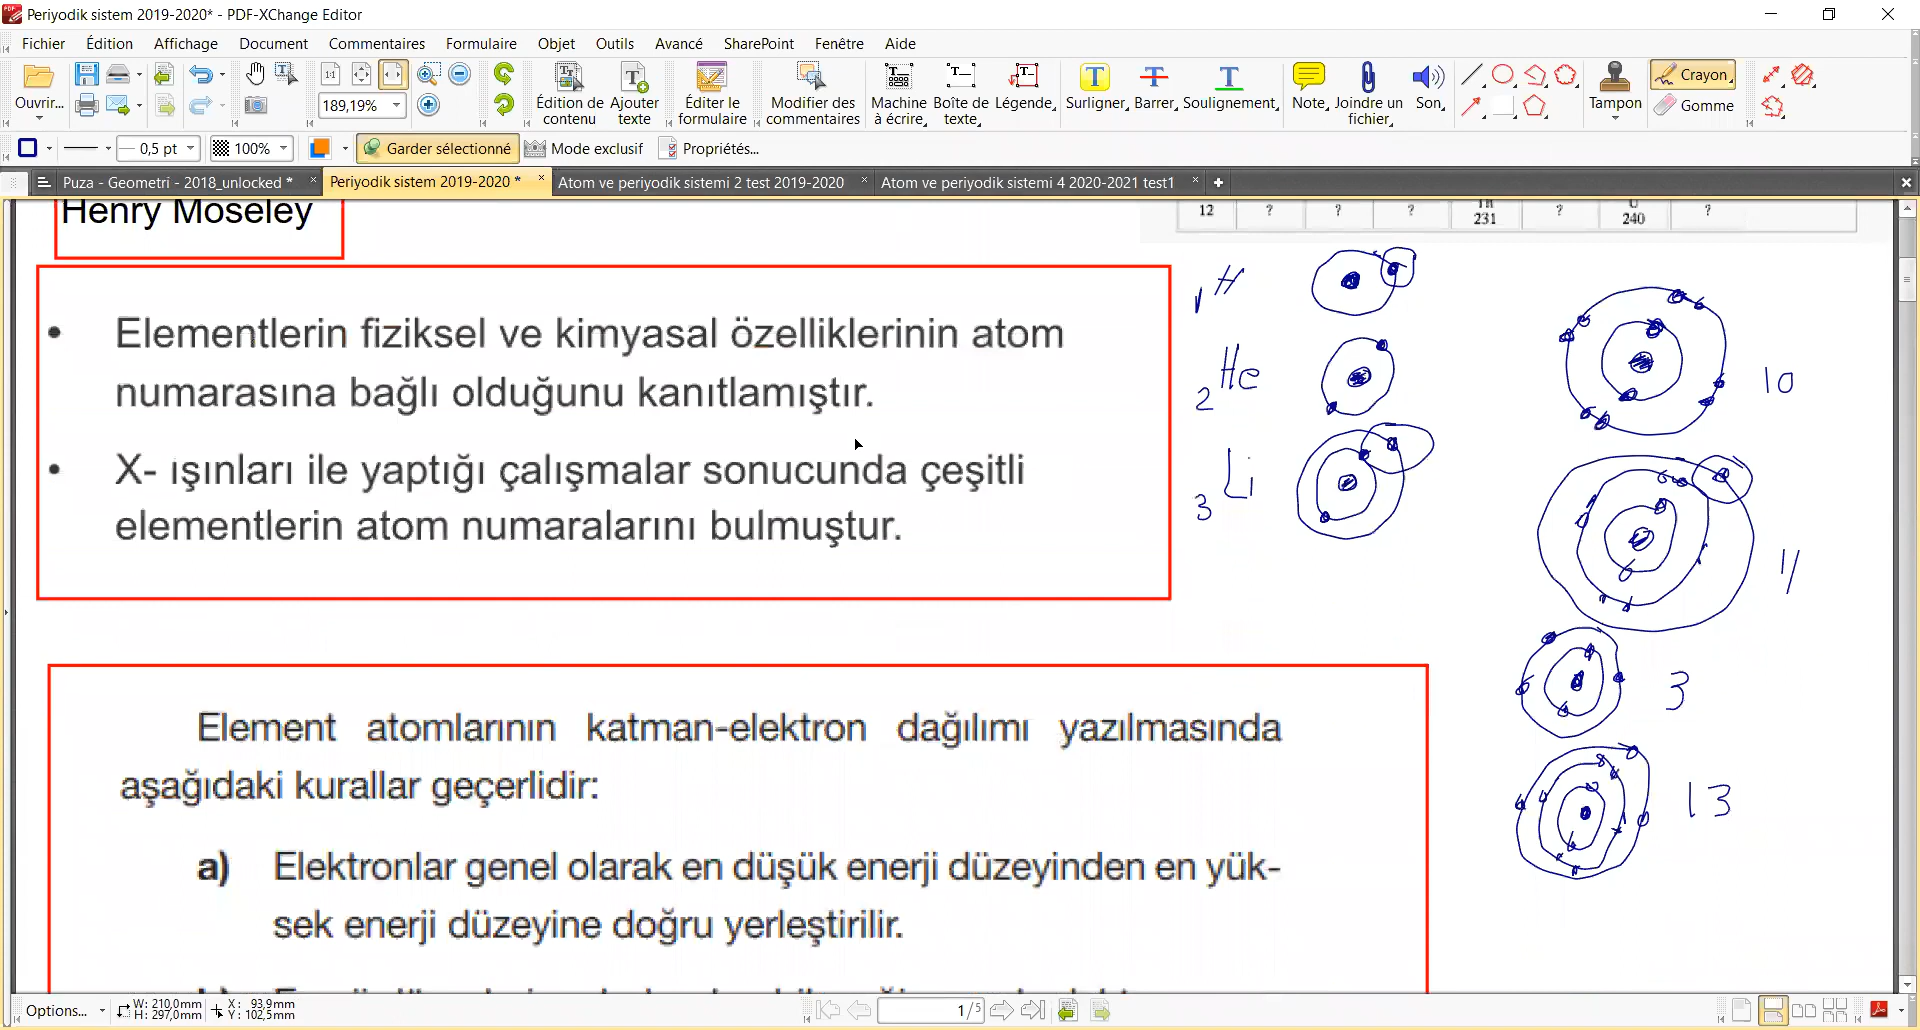 Periyodik sistem 2019-2020* - PDF-XChange Editor
Fichier Édition Affichage Document Commentaires Formulaire Objet Outils Avancé SharePoint Fenêtre Aide
Ouvrir... 189,19% Édition de contenu Ajouter texte Éditer le formulaire Modifier des commentaires Machine à écrire Boîte de texte Légende Surligner Barrer Soulignement Note Joindre un fichier Son Tampon Crayon Gomme
0,5 pt 100% Garder sélectionné Mode exclusif Propriétés...
Puza - Geometri - 2018_unlocked * Periyodik sistem 2019-2020 * Atom ve periyodik sistemi 2 test 2019-2020 Atom ve periyodik sistemi 4 2020-2021 test1
Henry Moseley
12 ? ? ? 231 ? U 240 ?
• Elementlerin fiziksel ve kimyasal özelliklerinin atom
numarasına bağlı olduğunu kanıtlamıştır.
• X- ışınları ile yaptığı çalışmalar sonucunda çeşitli
elementlerin atom numaralarını bulmuştur.
1H
2He
3Li
10
11
3
13
Element atomlarının katman-elektron dağılımı yazılmasında
aşağıdaki kurallar geçerlidir:
a) Elektronlar genel olarak en düşük enerji düzeyinden en yük-
sek enerji düzeyine doğru yerleştirilir.
Options... W: 210,0mm H: 297,0mm X: 93,9mm Y: 102,5mm 1/5